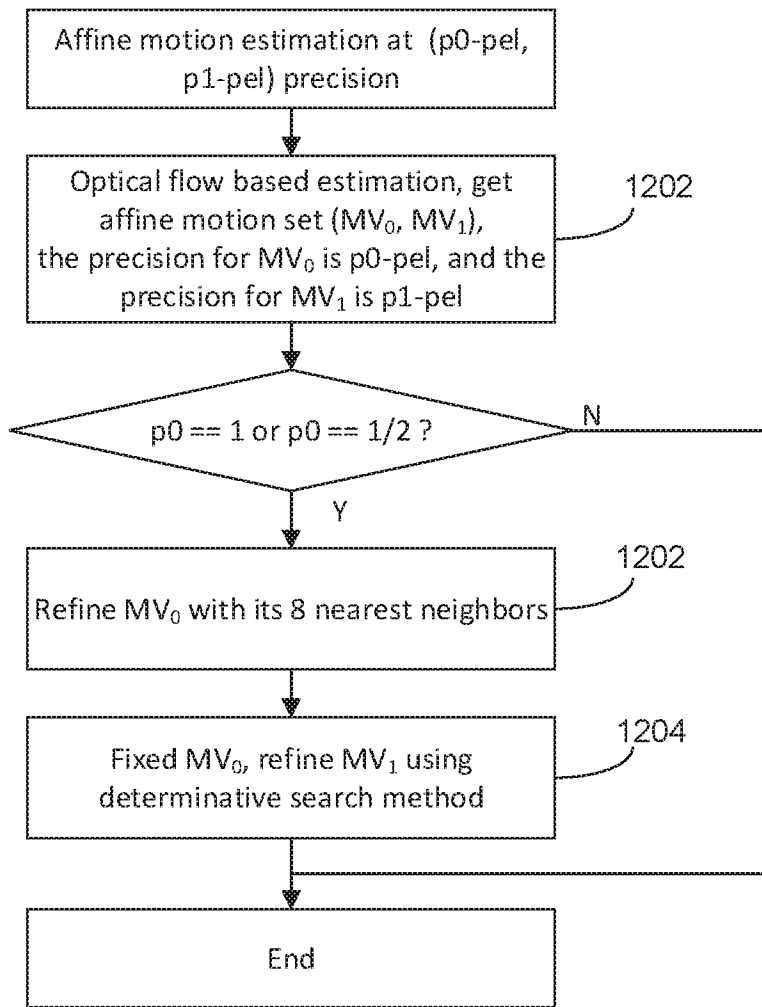 Affine motion estimation at (p0-pel,
p1-pel) precision
Optical flow based estimation, get
affine motion set (MV₀, MV₁),
the precision for MV₀ is p0-pel, and the
precision for MV₁ is p1-pel
1202
p0 == 1 or p0 == 1/2 ?
N
Y
Refine MV₀ with its 8 nearest neighbors
1202
Fixed MV₀, refine MV₁ using
determinative search method
1204
End